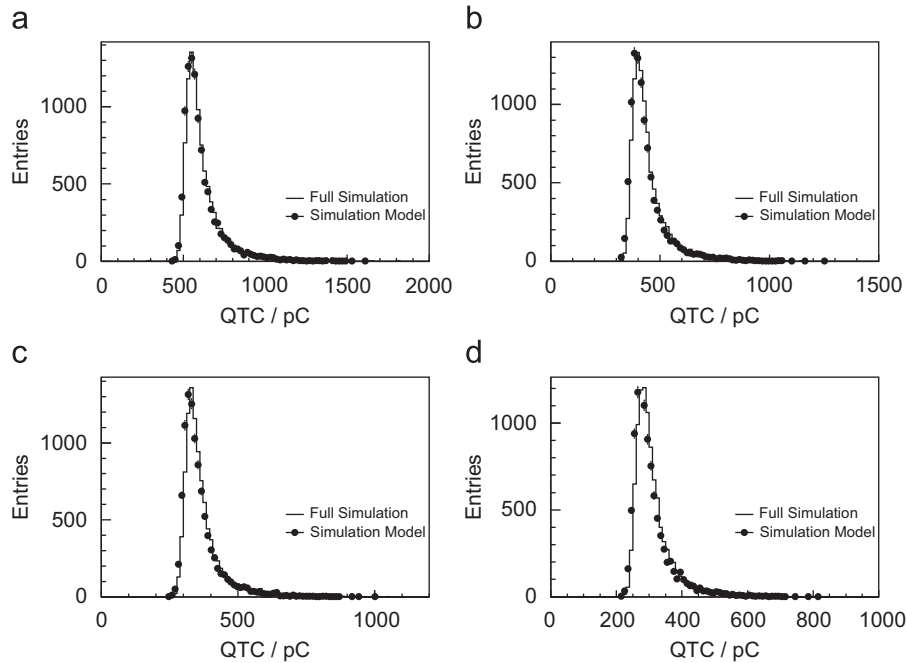 a
Entries
1000
500
0
Full Simulation
Simulation Model
0 500 1000 1500 2000
QTC / pC
b
Entries
1000
500
0
Full Simulation
Simulation Model
0 500 1000 1500
QTC / pC
c
Entries
1000
500
0
Full Simulation
Simulation Model
0 500 1000
QTC / pC
d
Entries
1000
500
0
Full Simulation
Simulation Model
0 200 400 600 800 1000
QTC / pC